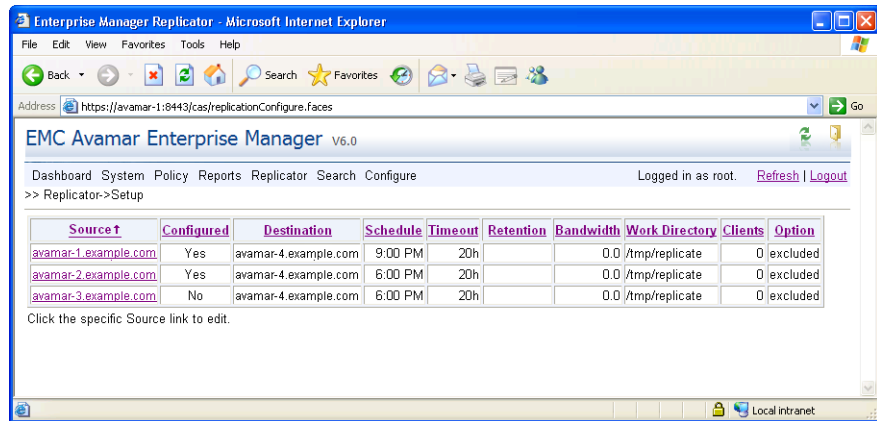 Enterprise Manager Replicator - Microsoft Internet Explorer
File Edit View Favorites Tools Help
Back Search Favorites
Address https://avamar-1:8443/cas/replicationConfigure.faces Go
EMC Avamar Enterprise Manager V6.0
Dashboard System Policy Reports Replicator Search Configure Logged in as root. Refresh | Logout
>> Replicator->Setup
Source↑ Configured Destination Schedule Timeout Retention Bandwidth Work Directory Clients Option
avamar-1.example.com Yes avamar-4.example.com 9:00 PM 20h 0.0 /tmp/replicate 0 excluded
avamar-2.example.com Yes avamar-4.example.com 6:00 PM 20h 0.0 /tmp/replicate 0 excluded
avamar-3.example.com No avamar-4.example.com 6:00 PM 20h 0.0 /tmp/replicate 0 excluded
Click the specific Source link to edit.
Local intranet